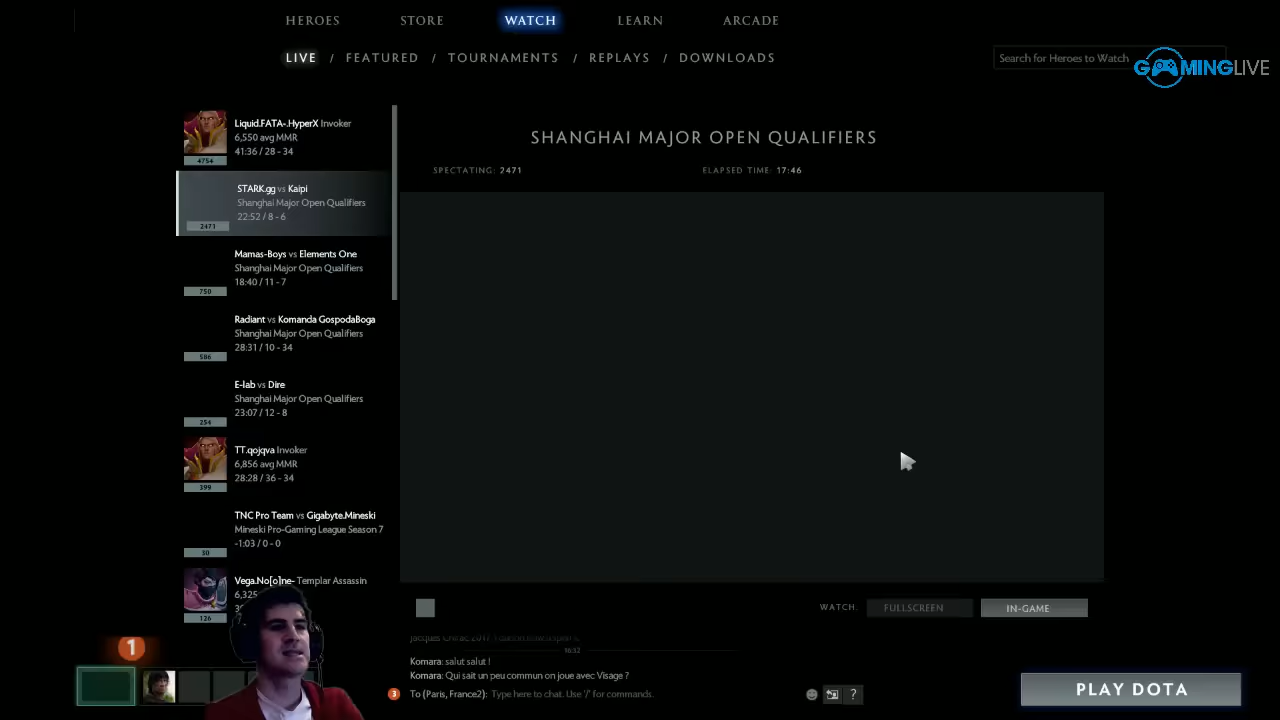 HEROES STORE WATCH LEARN ARCADE
LIVE / FEATURED / TOURNAMENTS / REPLAYS / DOWNLOADS
Search for Heroes to Watch
GAMINGLIVE
Liquid.FATA-.HyperX Invoker
6,550 avg MMR
41:36 / 28 - 34
4754
STARK.gg vs Kaipi
Shanghai Major Open Qualifiers
22:52 / 8 - 6
2471
Mamas-Boys vs Elements One
Shanghai Major Open Qualifiers
18:40 / 11 - 7
750
Radiant vs Komanda GospodaBoga
Shanghai Major Open Qualifiers
28:31 / 10 - 34
586
E-lab vs Dire
Shanghai Major Open Qualifiers
23:07 / 12 - 8
254
TT.qojqva Invoker
6,856 avg MMR
28:28 / 36 - 34
399
TNC Pro Team vs Gigabyte.Mineski
Mineski Pro-Gaming League Season 7
-1:03 / 0 - 0
30
Vega.No[o]ne- Templar Assassin
6,325
126
SHANGHAI MAJOR OPEN QUALIFIERS
SPECTATING: 2471 ELAPSED TIME: 17:46
WATCH: FULLSCREEN IN-GAME
Jacques Chirac 2017
16:32
Komara: salut salut !
Komara: Qui sait un peu commun on joue avec Visage ?
3 To (Paris, France2): Type here to chat. Use '/' for commands.
?
1
PLAY DOTA